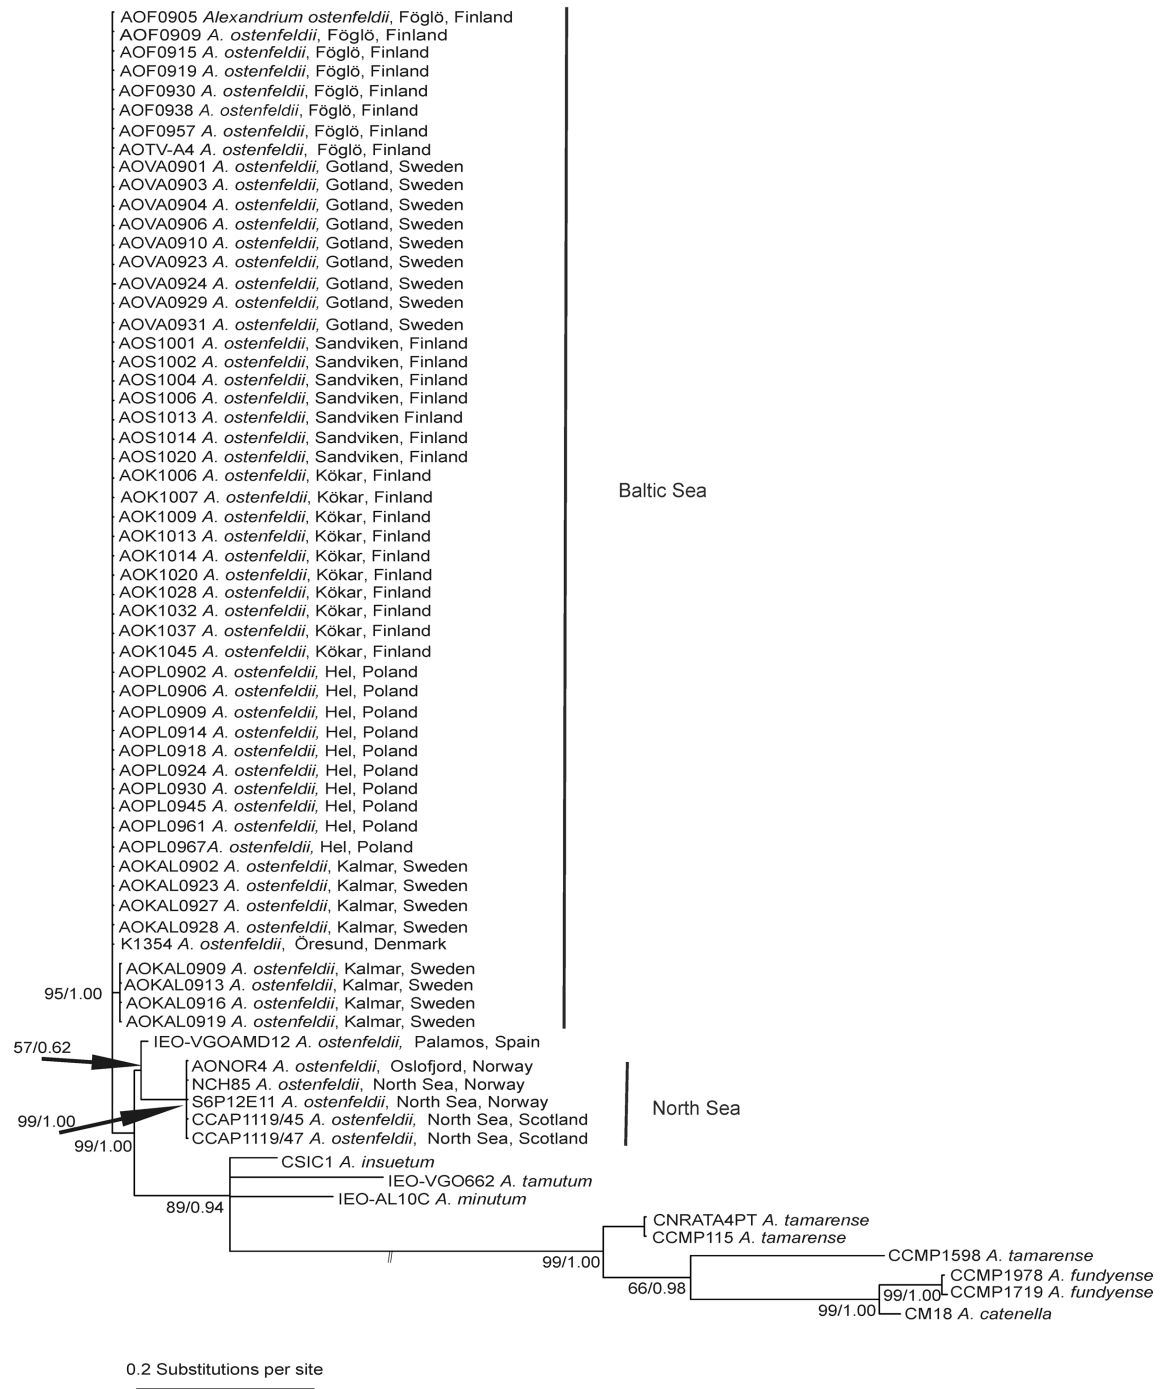 AOF0905 Alexandrium ostenfeldii, Föglö, Finland
AOF0909 A. ostenfeldii, Föglö, Finland
AOF0915 A. ostenfeldii, Föglö, Finland
AOF0919 A. ostenfeldii, Föglö, Finland
AOF0930 A. ostenfeldii, Föglö, Finland
AOF0938 A. ostenfeldii, Föglö, Finland
AOF0957 A. ostenfeldii, Föglö, Finland
AOTV-A4 A. ostenfeldii, Föglö, Finland
AOVA0901 A. ostenfeldii, Gotland, Sweden
AOVA0903 A. ostenfeldii, Gotland, Sweden
AOVA0904 A. ostenfeldii, Gotland, Sweden
AOVA0906 A. ostenfeldii, Gotland, Sweden
AOVA0910 A. ostenfeldii, Gotland, Sweden
AOVA0923 A. ostenfeldii, Gotland, Sweden
AOVA0924 A. ostenfeldii, Gotland, Sweden
AOVA0929 A. ostenfeldii, Gotland, Sweden
AOVA0931 A. ostenfeldii, Gotland, Sweden
AOS1001 A. ostenfeldii, Sandviken, Finland
AOS1002 A. ostenfeldii, Sandviken, Finland
AOS1004 A. ostenfeldii, Sandviken, Finland
AOS1006 A. ostenfeldii, Sandviken, Finland
AOS1013 A. ostenfeldii, Sandviken Finland
AOS1014 A. ostenfeldii, Sandviken, Finland
AOS1020 A. ostenfeldii, Sandviken, Finland
AOK1006 A. ostenfeldii, Kökar, Finland
Baltic Sea
AOK1007 A. ostenfeldii, Kökar, Finland
AOK1009 A. ostenfeldii, Kökar, Finland
AOK1013 A. ostenfeldii, Kökar, Finland
AOK1014 A. ostenfeldii, Kökar, Finland
AOK1020 A. ostenfeldii, Kökar, Finland
AOK1028 A. ostenfeldii, Kökar, Finland
AOK1032 A. ostenfeldii, Kökar, Finland
AOK1037 A. ostenfeldii, Kökar, Finland
AOK1045 A. ostenfeldii, Kökar, Finland
AOPL0902 A. ostenfeldii, Hel, Poland
AOPL0906 A. ostenfeldii, Hel, Poland
AOPL0909 A. ostenfeldii, Hel, Poland
AOPL0914 A. ostenfeldii, Hel, Poland
AOPL0918 A. ostenfeldii, Hel, Poland
AOPL0924 A. ostenfeldii, Hel, Poland
AOPL0930 A. ostenfeldii, Hel, Poland
AOPL0945 A. ostenfeldii, Hel, Poland
AOPL0961 A. ostenfeldii, Hel, Poland
AOPL0967A. ostenfeldii, Hel, Poland
AOKAL0902 A. ostenfeldii, Kalmar, Sweden
AOKAL0923 A. ostenfeldii, Kalmar, Sweden
AOKAL0927 A. ostenfeldii, Kalmar, Sweden
AOKAL0928 A. ostenfeldii, Kalmar, Sweden
K1354 A. ostenfeldii, Öresund, Denmark
AOKAL0909 A. ostenfeldii, Kalmar, Sweden
AOKAL0913 A. ostenfeldii, Kalmar, Sweden
95/1.00
AOKAL0916 A. ostenfeldii, Kalmar, Sweden
AOKAL0919 A. ostenfeldii, Kalmar, Sweden
IEO-VGOAMD12 A. ostenfeldii, Palamos, Spain
57/0.62
AONOR4 A. ostenfeldii, Oslofjord, Norway
NCH85 A. ostenfeldii, North Sea, Norway
S6P12E11 A. ostenfeldii, North Sea, Norway
North Sea
CCAP1119/45 A. ostenfeldii, North Sea, Scotland
99/1.00
CCAP1119/47 A. ostenfeldii, North Sea, Scotland
99/1.00
CSIC1 A. insuetum
IEO-VGO662 A. tamutum
IEO-AL10C A. minutum
89/0.94
CNRATA4PT A. tamarense
CCMP115 A. tamarense
CCMP1598 A. tamarense
99/1.00
CCMP1978 A. fundyense
66/0.98
99/1.00
CCMP1719 A. fundyense
99/1.00
CM18 A. catenella
0.2 Substitutions per site